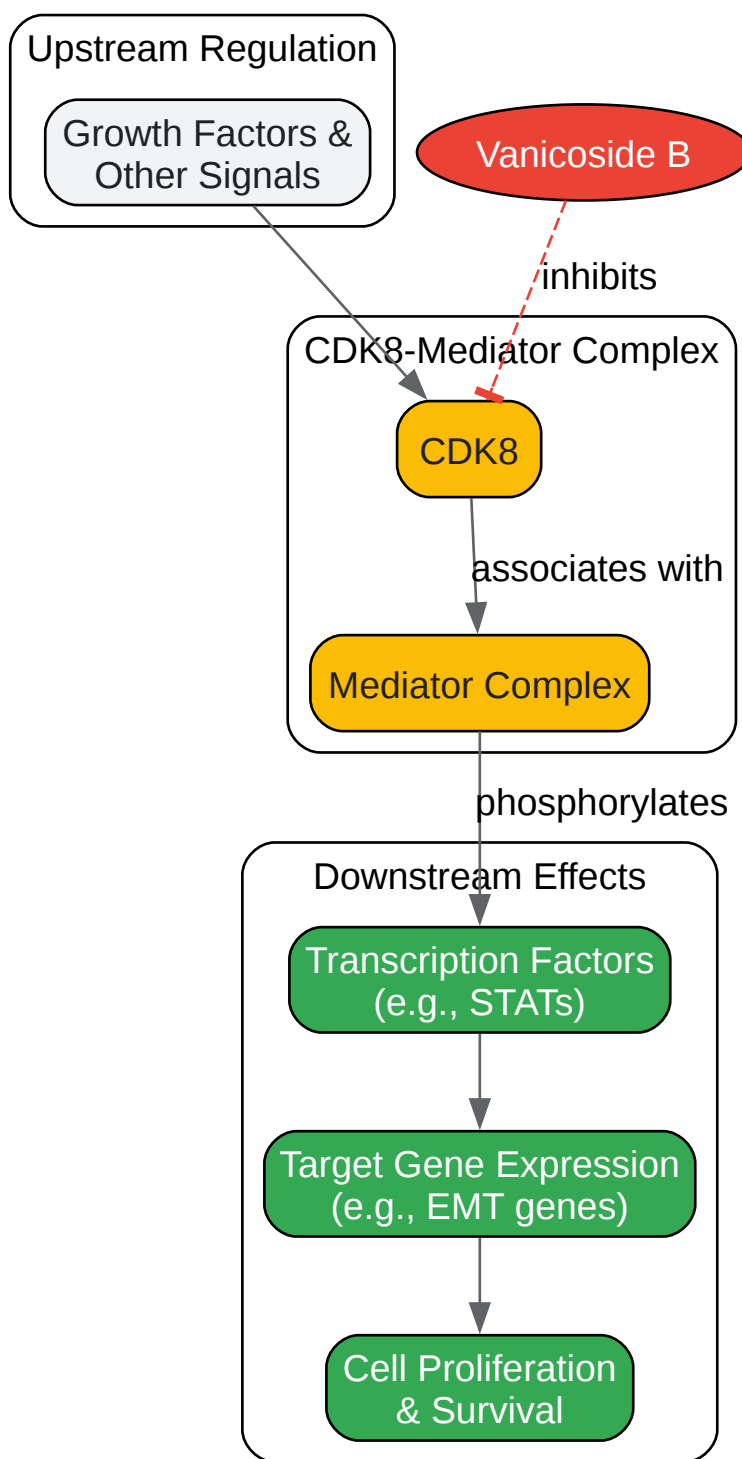 Upstream Regulation
Growth Factors &
Other Signals
Vanicoside B
inhibits
CDK8-Mediator Complex
CDK8
associates with
Mediator Complex
phosphorylates
Downstream Effects
Transcription Factors
(e.g., STATs)
Target Gene Expression
(e.g., EMT genes)
Cell Proliferation
& Survival